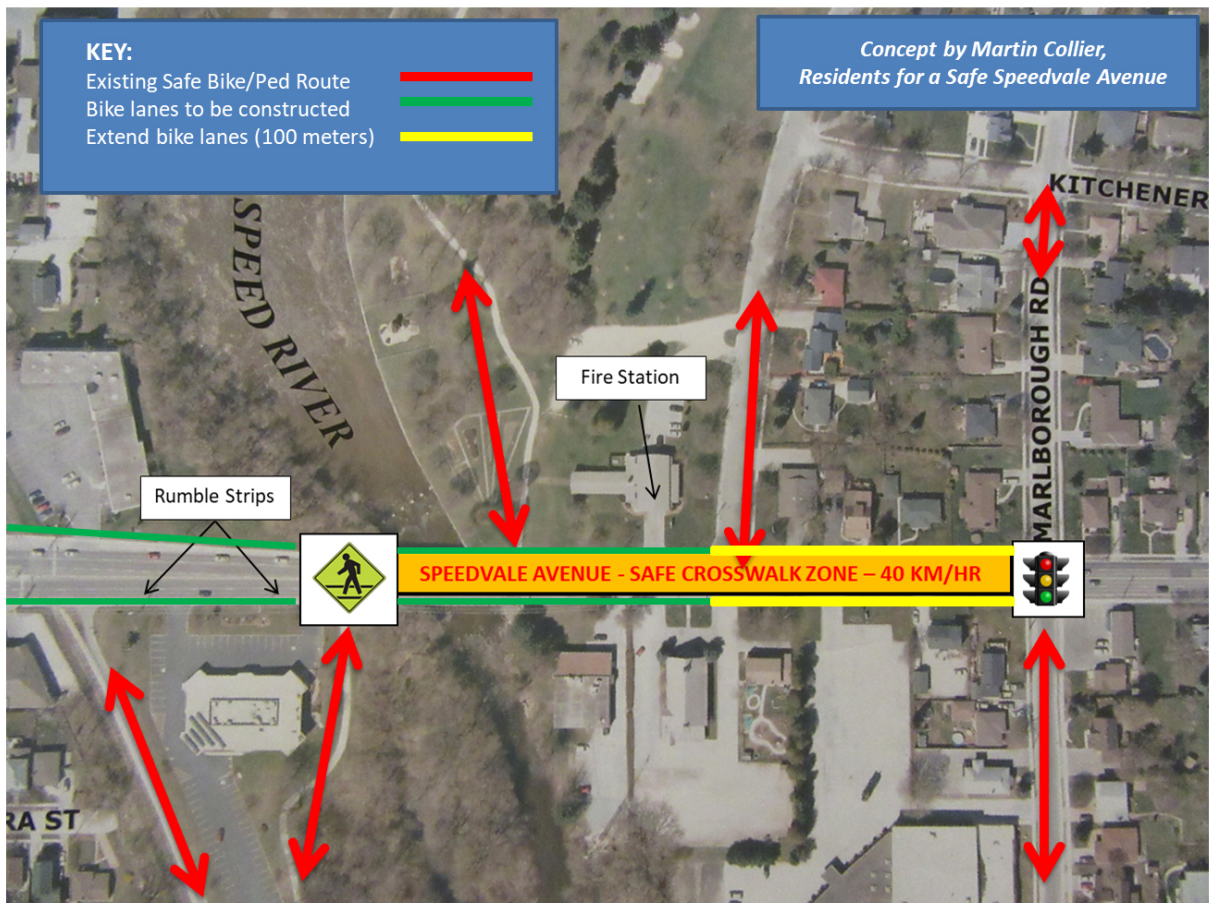 KEY:
Existing Safe Bike/Ped Route
Bike lanes to be constructed
Extend bike lanes (100 meters)
Concept by Martin Collier,
Residents for a Safe Speedvale Avenue
KITCHENER
SPEED RIVER
MARLBOROUGH RD
Fire Station
Rumble Strips
SPEEDVALE AVENUE - SAFE CROSSWALK ZONE – 40 KM/HR
RA ST